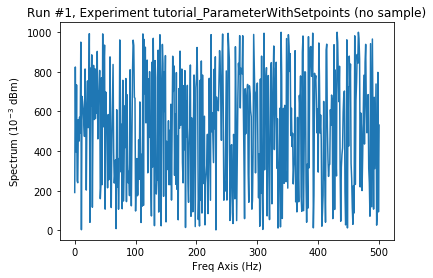 Run #1, Experiment tutorial_ParameterWithSetpoints (no sample)
1000
800
600
400
200
0
Spectrum (10⁻³ dBm)
0 100 200 300 400 500
Freq Axis (Hz)